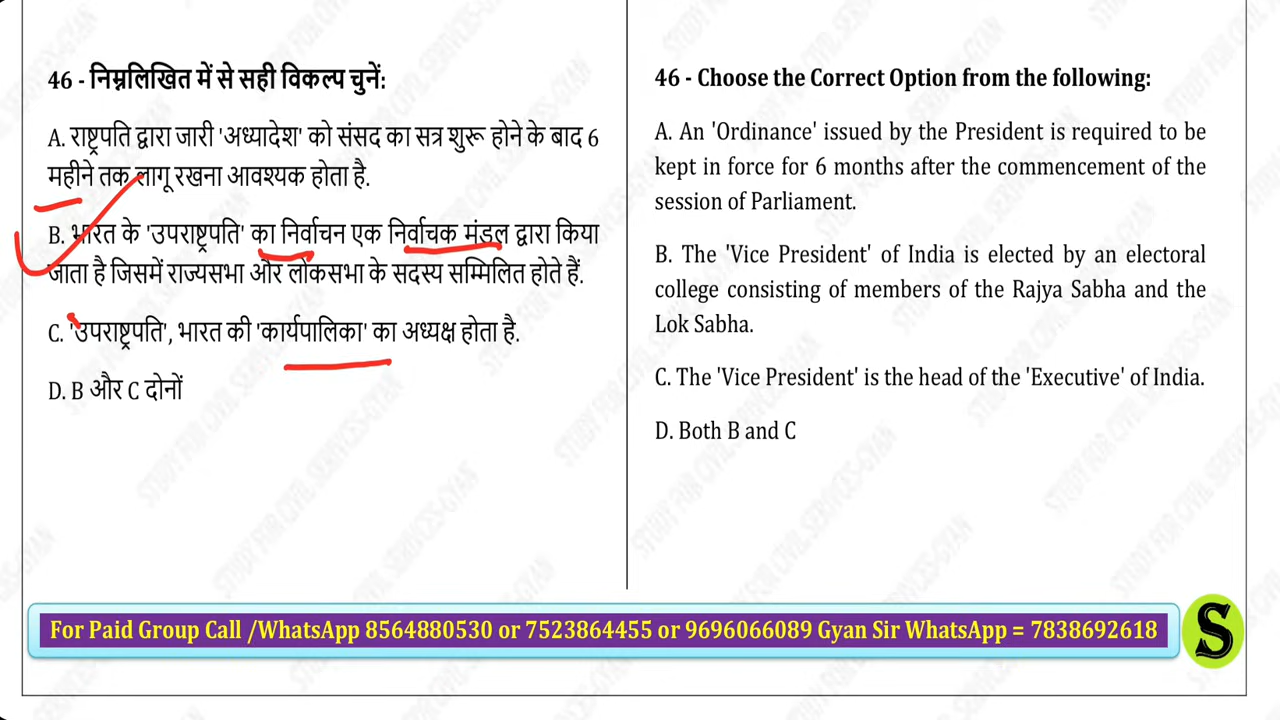 46 - निम्नलिखित में से सही विकल्प चुनें:
A. राष्ट्रपति द्वारा जारी 'अध्यादेश' को संसद का सत्र शुरू होने के बाद 6
महीने तक लागू रखना आवश्यक होता है.
B. भारत के 'उपराष्ट्रपति' का निर्वाचन एक निर्वाचक मंडल द्वारा किया
जाता है जिसमें राज्यसभा और लोकसभा के सदस्य सम्मिलित होते हैं.
C. 'उपराष्ट्रपति', भारत की 'कार्यपालिका' का अध्यक्ष होता है.
D. B और C दोनों
46 - Choose the Correct Option from the following:
A. An 'Ordinance' issued by the President is required to be
kept in force for 6 months after the commencement of the
session of Parliament.
B. The 'Vice President' of India is elected by an electoral
college consisting of members of the Rajya Sabha and the
Lok Sabha.
C. The 'Vice President' is the head of the 'Executive' of India.
D. Both B and C
For Paid Group Call /WhatsApp 8564880530 or 7523864455 or 9696066089 Gyan Sir WhatsApp = 7838692618
S
STUDY FOR CIVIL SERVICES-GYAN